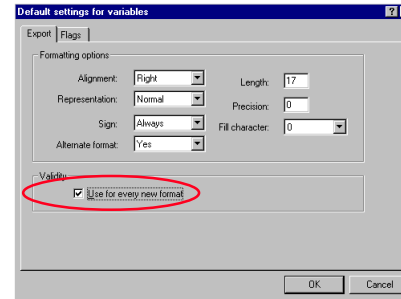 Default settings for variables ?
Export Flags
Formatting options
Alignment: Right Length: 17
Representation: Normal Precision: 0
Sign: Always Fill character: 0
Alternate format: Yes
Validity
Use for every new format
OK Cancel